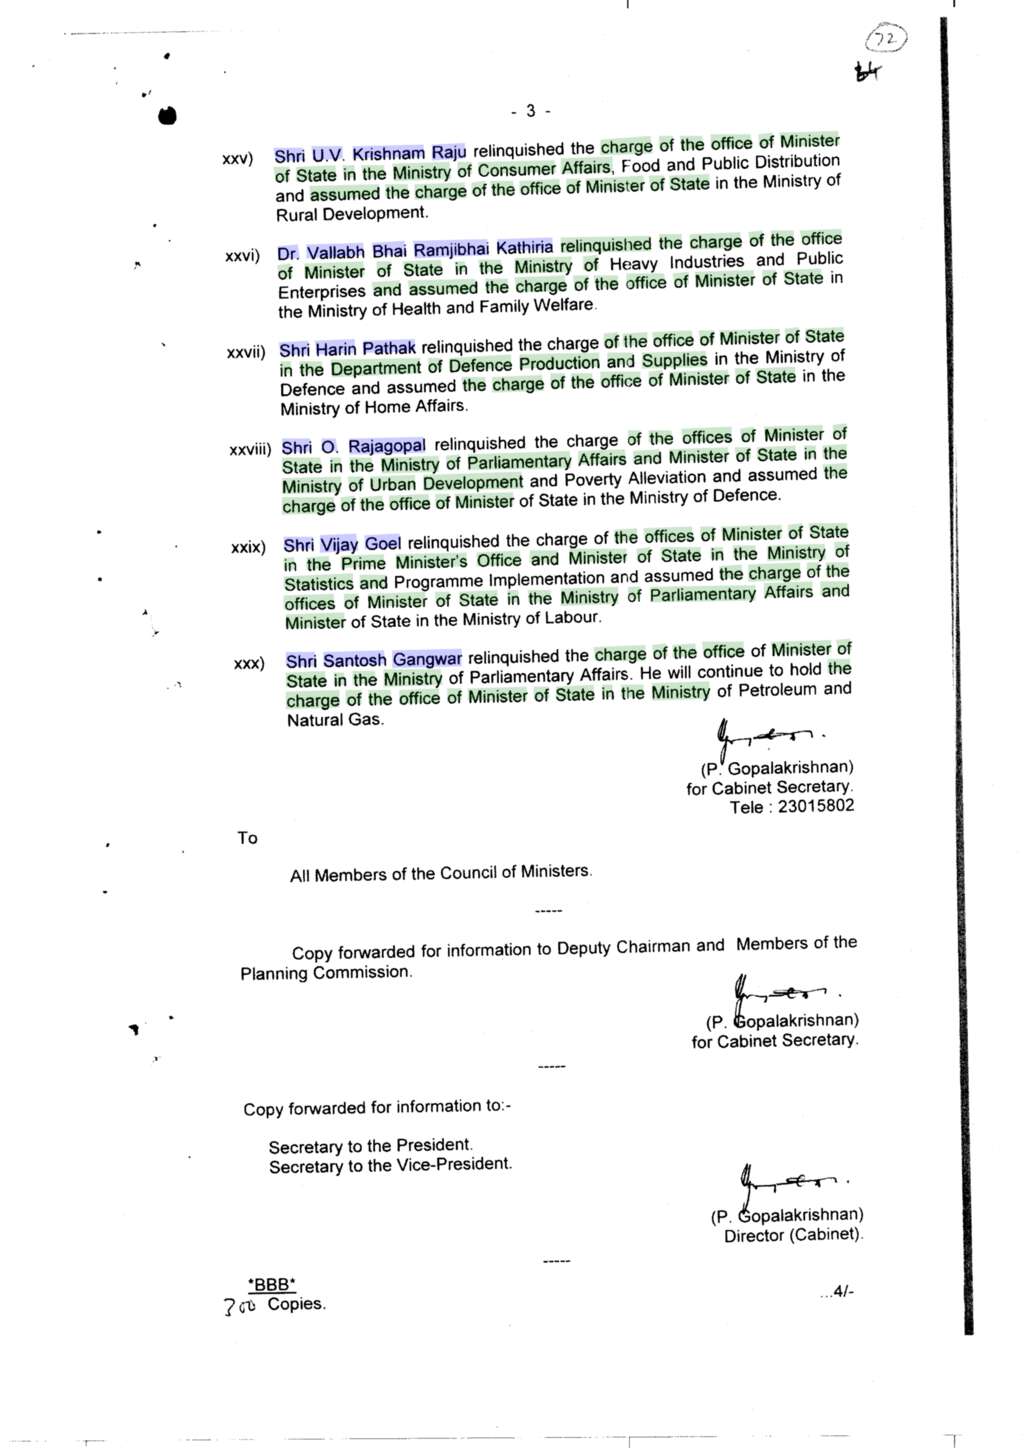 72
64
- 3 -
xxv) Shri U.V. Krishnam Raju relinquished the charge of the office of Minister
of State in the Ministry of Consumer Affairs, Food and Public Distribution
and assumed the charge of the office of Minister of State in the Ministry of
Rural Development.
xxvi) Dr. Vallabh Bhai Ramjibhai Kathiria relinquished the charge of the office
of Minister of State in the Ministry of Heavy Industries and Public
Enterprises and assumed the charge of the office of Minister of State in
the Ministry of Health and Family Welfare.
xxvii) Shri Harin Pathak relinquished the charge of the office of Minister of State
in the Department of Defence Production and Supplies in the Ministry of
Defence and assumed the charge of the office of Minister of State in the
Ministry of Home Affairs.
xxviii) Shri O. Rajagopal relinquished the charge of the offices of Minister of
State in the Ministry of Parliamentary Affairs and Minister of State in the
Ministry of Urban Development and Poverty Alleviation and assumed the
charge of the office of Minister of State in the Ministry of Defence.
xxix) Shri Vijay Goel relinquished the charge of the offices of Minister of State
in the Prime Minister's Office and Minister of State in the Ministry of
Statistics and Programme Implementation and assumed the charge of the
offices of Minister of State in the Ministry of Parliamentary Affairs and
Minister of State in the Ministry of Labour.
xxx) Shri Santosh Gangwar relinquished the charge of the office of Minister of
State in the Ministry of Parliamentary Affairs. He will continue to hold the
charge of the office of Minister of State in the Ministry of Petroleum and
Natural Gas.
(P. Gopalakrishnan)
for Cabinet Secretary.
Tele : 23015802
To
All Members of the Council of Ministers.
-----
Copy forwarded for information to Deputy Chairman and Members of the
Planning Commission.
(P. Gopalakrishnan)
for Cabinet Secretary.
-----
Copy forwarded for information to:-
Secretary to the President.
Secretary to the Vice-President.
(P. Gopalakrishnan)
Director (Cabinet).
-----
*BBB*
...4/-
Copies.